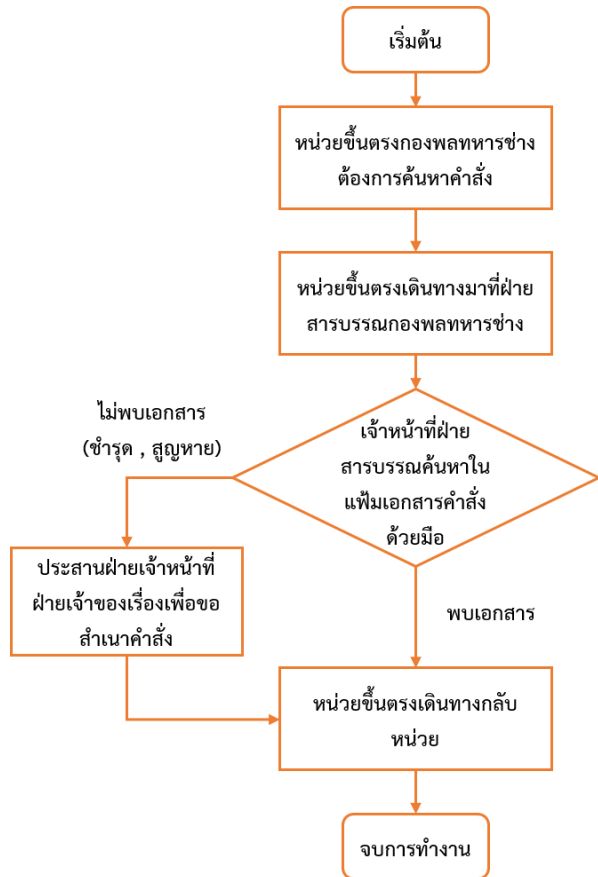 เริ่มต้น
หน่วยขึ้นตรงกองพลทหารช่าง
ต้องการค้นหาคำสั่ง
หน่วยขึ้นตรงเดินทางมาที่ฝ่าย
สารบรรณกองพลทหารช่าง
เจ้าหน้าที่ฝ่าย
สารบรรณค้นหาใน
แฟ้มเอกสารคำสั่ง
ด้วยมือ
ไม่พบเอกสาร
(ชำรุด , สูญหาย)
ประสานฝ่ายเจ้าหน้าที่
ฝ่ายเจ้าของเรื่องเพื่อขอ
สำเนาคำสั่ง
พบเอกสาร
หน่วยขึ้นตรงเดินทางกลับ
หน่วย
จบการทำงาน